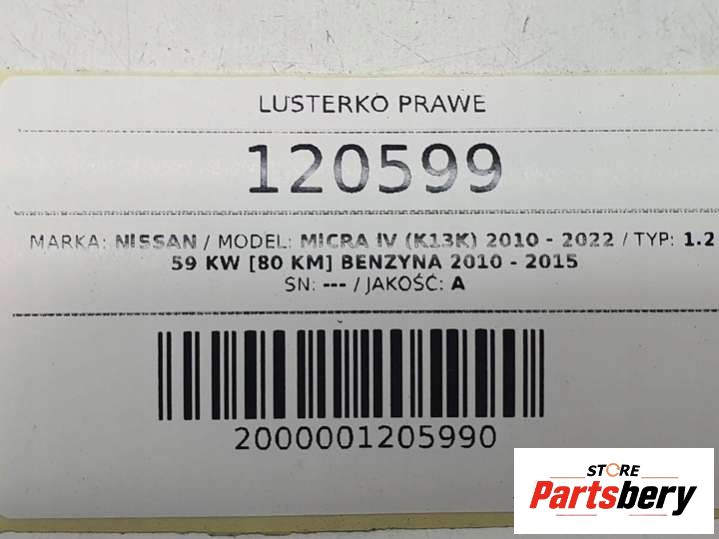 LUSTERKO PRAWE
120599
MARKA: NISSAN / MODEL: MICRA IV (K13K) 2010 - 2022 / TYP: 1.2
59 KW [80 KM] BENZYNA 2010 - 2015
SN: --- / JAKOŚĆ: A
2000001205990
STORE
Partsbery